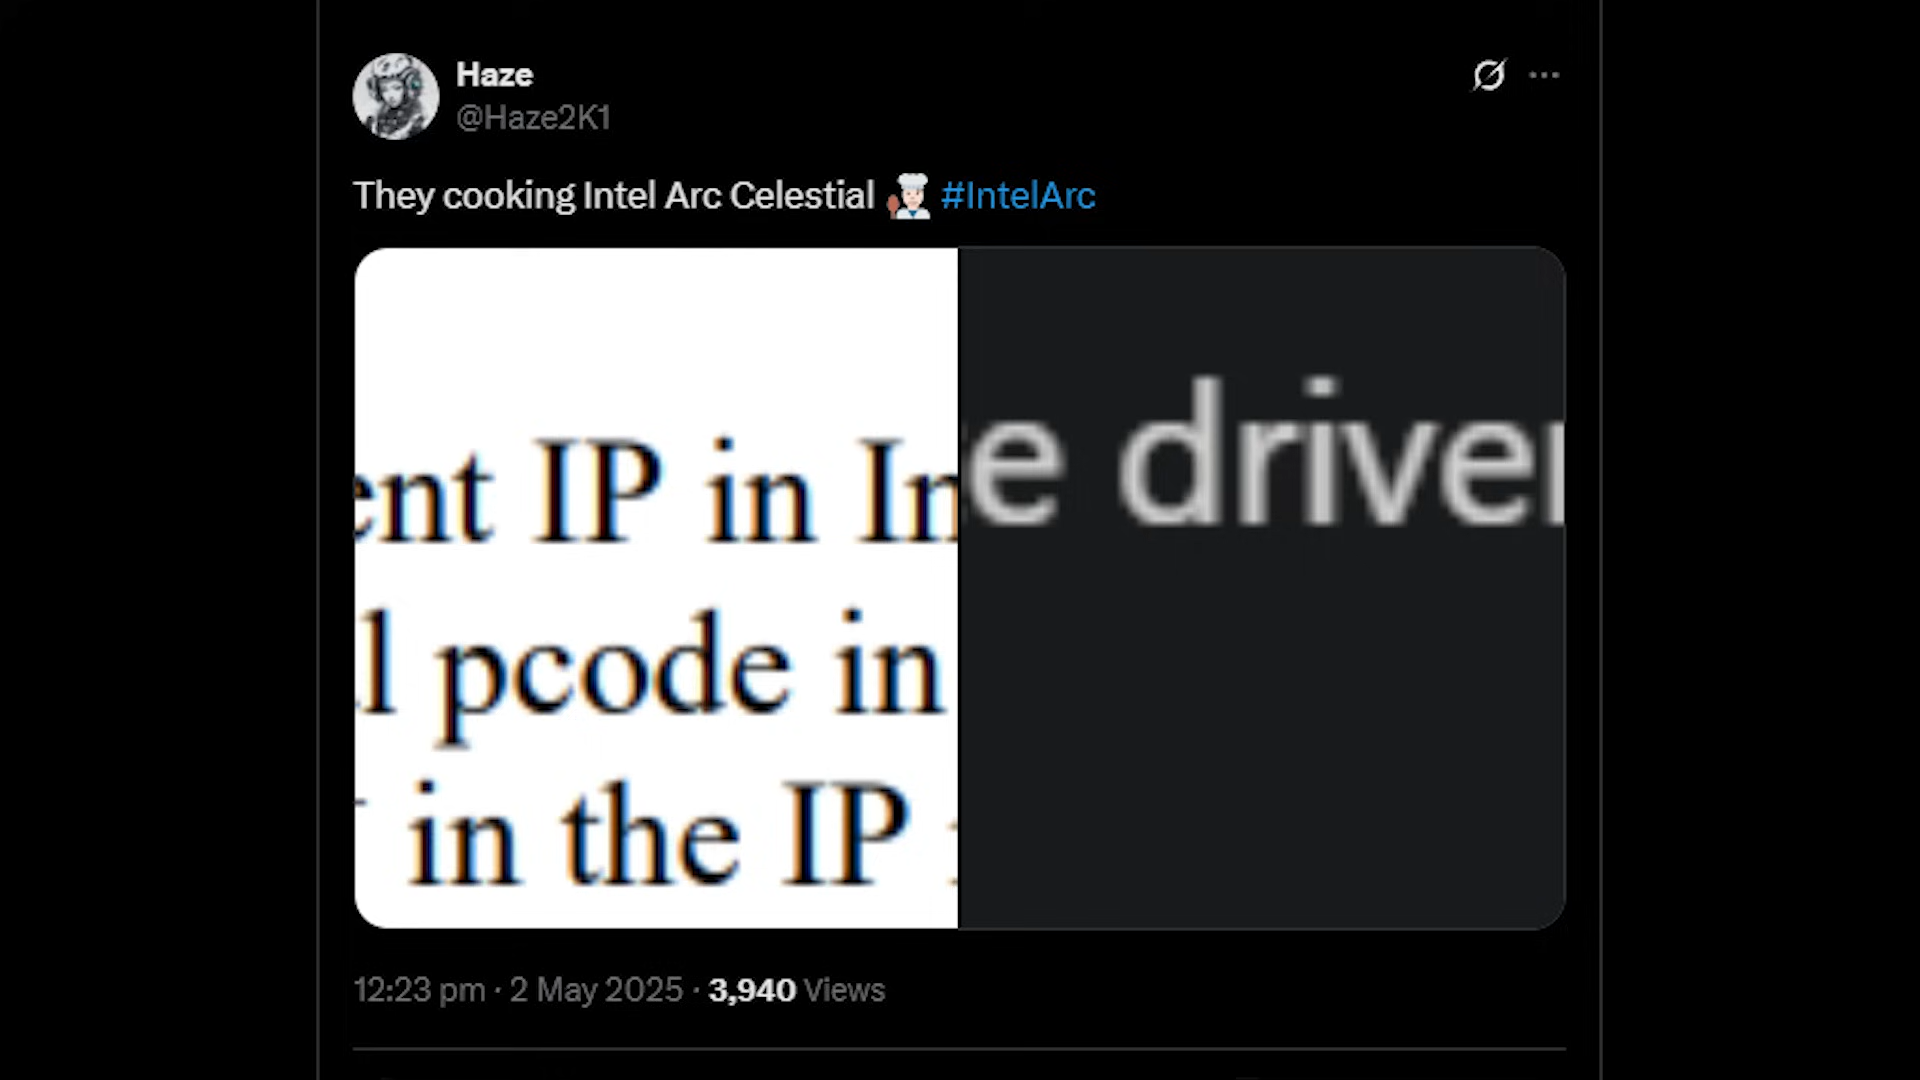 Haze
@Haze2K1
They cooking Intel Arc Celestial 🧑🏻‍🍳 #IntelArc
ent IP in In
l pcode in
in the IP
e driver
12:23 pm · 2 May 2025 · 3,940 Views